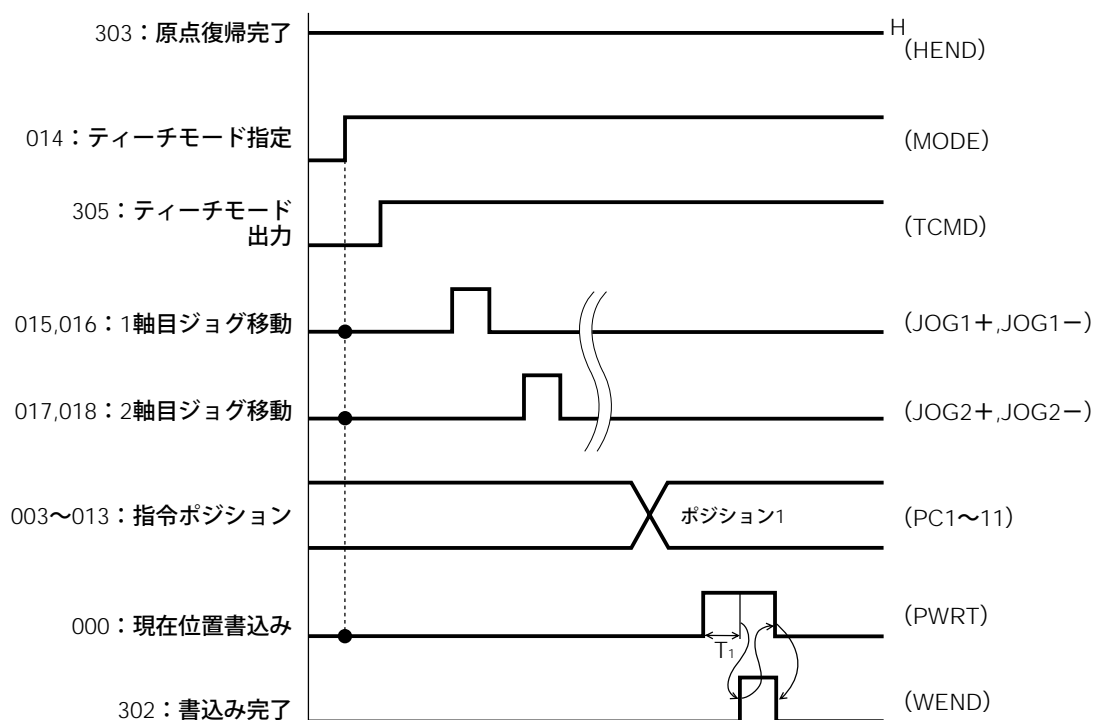 303：原点復帰完了
H
(HEND)
014：ティーチモード指定
(MODE)
305：ティーチモード
出力
(TCMD)
015,016：1軸目ジョグ移動
(JOG1＋,JOG1－)
017,018：2軸目ジョグ移動
(JOG2＋,JOG2－)
003～013：指令ポジション
ポジション1
(PC1～11)
000：現在位置書込み
T1
(PWRT)
302：書込み完了
(WEND)